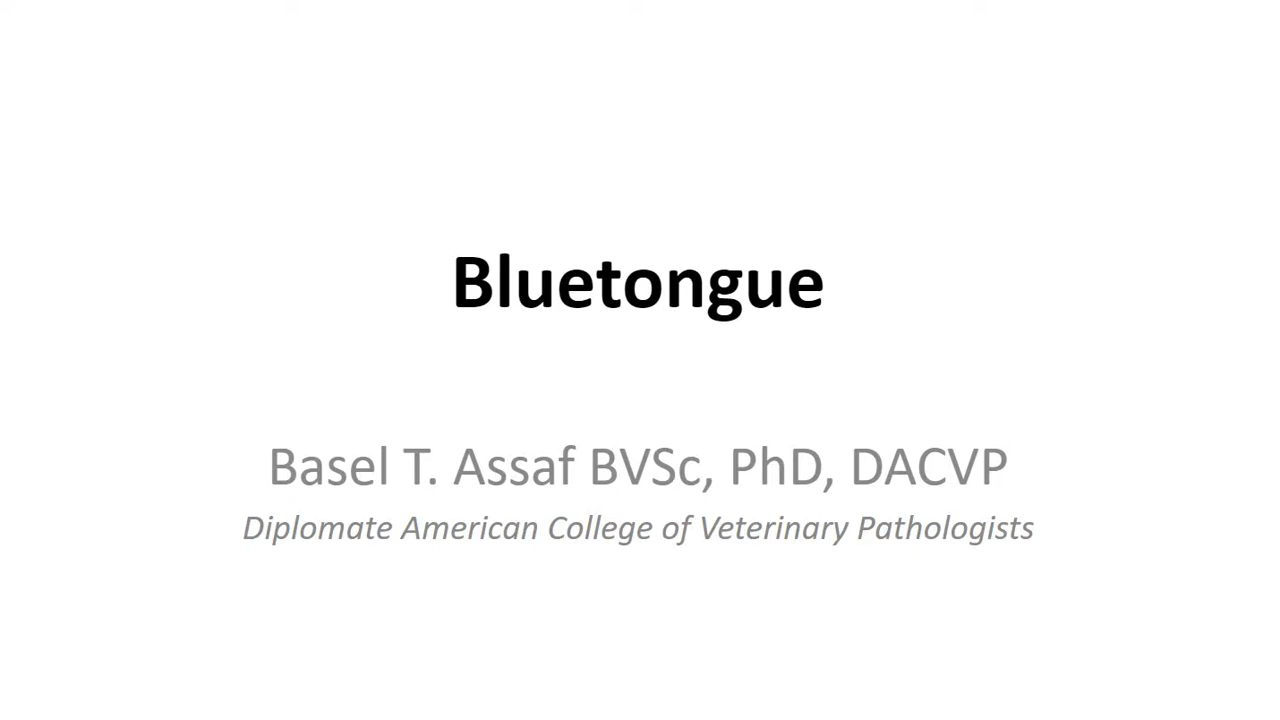 Bluetongue
Basel T. Assaf BVSc, PhD, DACVP
Diplomate American College of Veterinary Pathologists